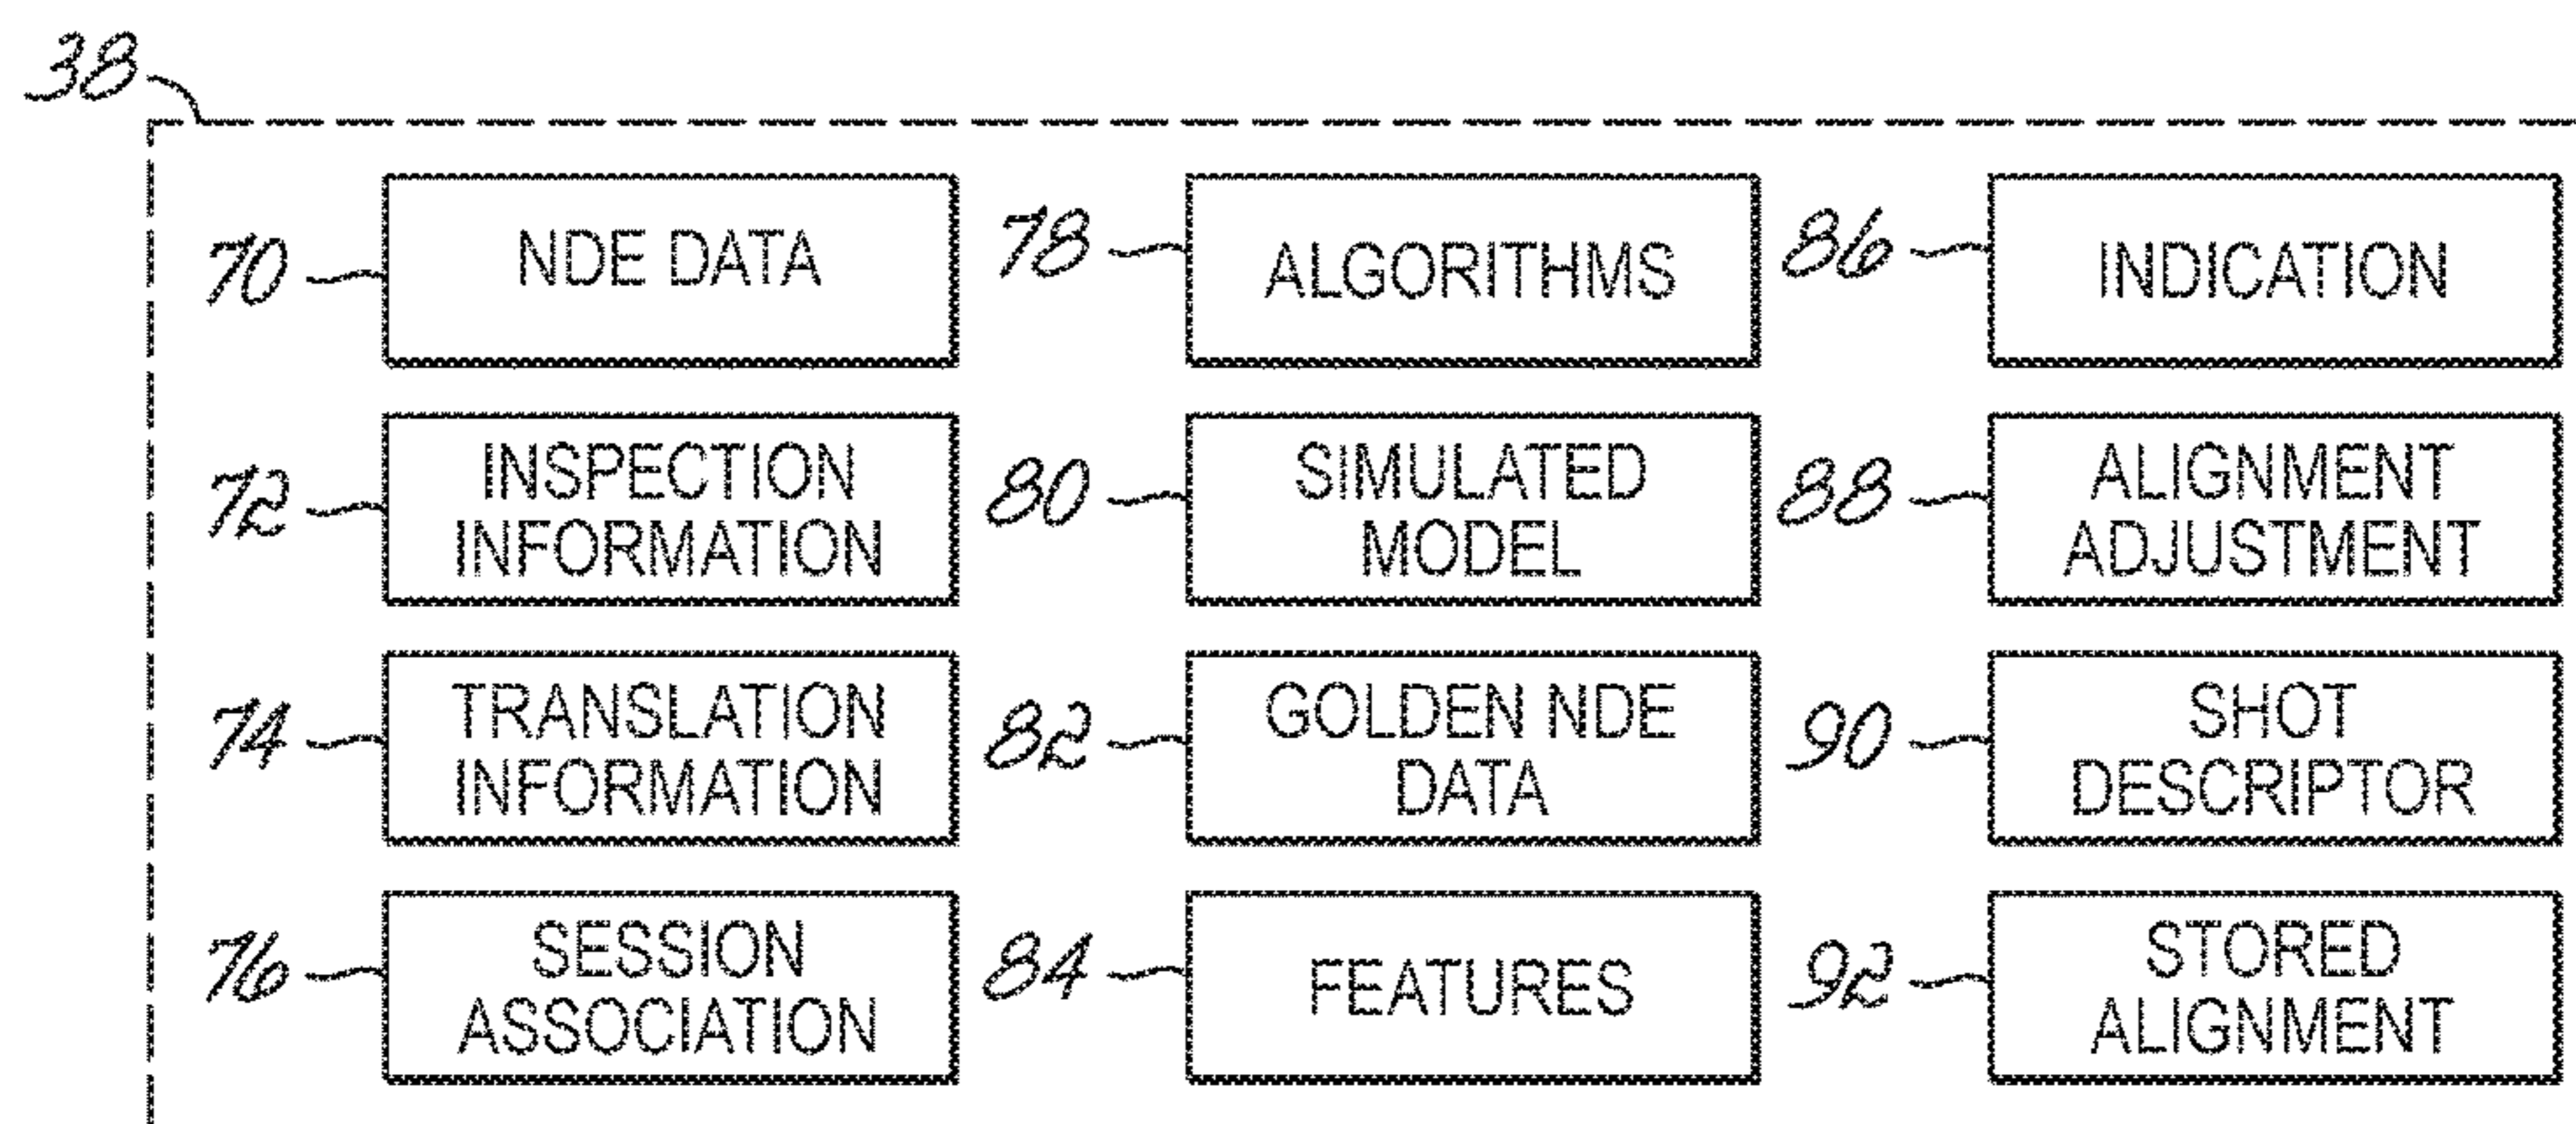 38
70
NDE DATA
78
ALGORITHMS
86
INDICATION
72
INSPECTION
INFORMATION
80
SIMULATED
MODEL
88
ALIGNMENT
ADJUSTMENT
74
TRANSLATION
INFORMATION
82
GOLDEN NDE
DATA
90
SHOT
DESCRIPTOR
76
SESSION
ASSOCIATION
84
FEATURES
92
STORED
ALIGNMENT